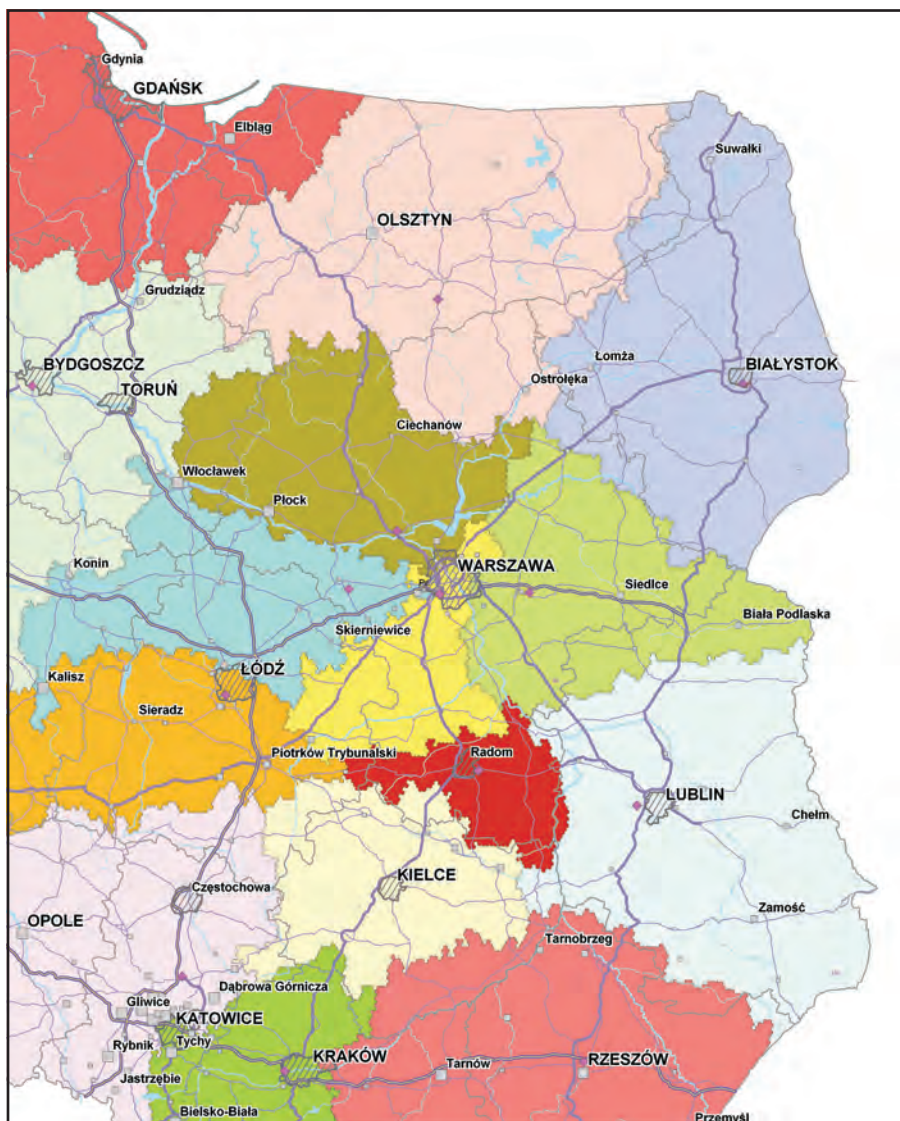 Gdynia
GDAŃSK
Elbląg
Suwałki
OLSZTYN
Grudziądz
BYDGOSZCZ
Łomża
BIAŁYSTOK
Ostrołęka
TORUŃ
Ciechanów
Włocławek
Płock
Konin
WARSZAWA
Siedlce
Biała Podlaska
Skierniewice
ŁÓDŹ
Kalisz
Sieradz
Piotrków Trybunalski
Radom
LUBLIN
Chełm
KIELCE
Częstochowa
OPOLE
Zamość
Tarnobrzeg
Dąbrowa Górnicza
Gliwice
KATOWICE
Rybnik
Tychy
KRAKÓW
Tarnów
RZESZÓW
Jastrzębie
Bielsko-Biała
Przemyśl